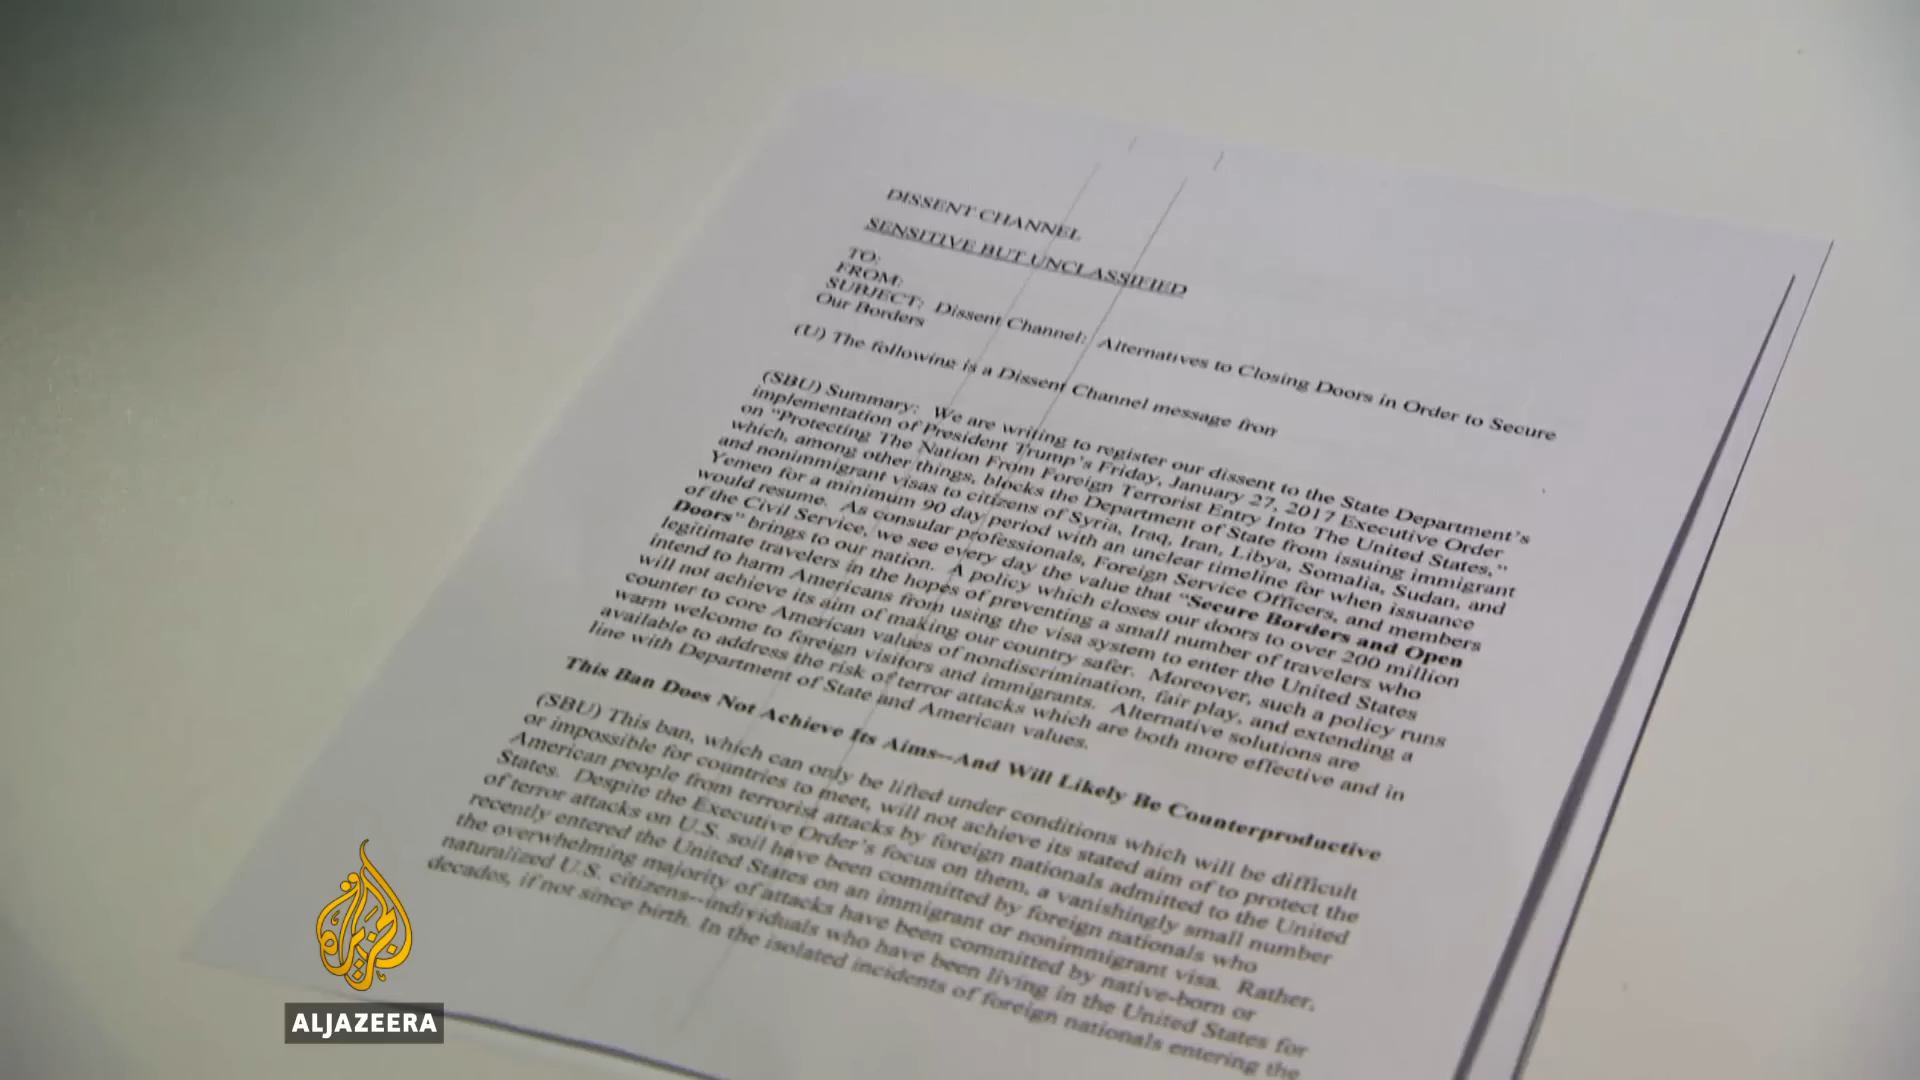 DISSENT CHANNEL
SENSITIVE BUT UNCLASSIFIED
TO:
FROM:
SUBJECT: Dissent Channel: Alternatives to Closing Doors in Order to Secure
Our Borders
(U) The following is a Dissent Channel message from
(SBU) Summary: We are writing to register our dissent to the State Department's
implementation of President Trump's Friday, January 27, 2017 Executive Order
on "Protecting The Nation From Foreign Terrorist Entry Into The United States,"
which, among other things, blocks the Department of State from issuing immigrant
and nonimmigrant visas to citizens of Syria, Iraq, Iran, Libya, Somalia, Sudan, and
Yemen for a minimum 90 day period with an unclear timeline for when issuance
would resume. As consular professionals, Foreign Service Officers, and members
of the Civil Service, we see every day the value that "Secure Borders and Open
Doors" brings to our nation. A policy which closes our doors to over 200 million
legitimate travelers in the hopes of preventing a small number of travelers who
intend to harm Americans from using the visa system to enter the United States
will not achieve its aim of making our country safer. Moreover, such a policy runs
counter to core American values of nondiscrimination, fair play, and extending a
warm welcome to foreign visitors and immigrants. Alternative solutions are
available to address the risk of terror attacks which are both more effective and in
line with Department of State and American values.
This Ban Does Not Achieve Its Aims--And Will Likely Be Counterproductive
(SBU) This ban, which can only be lifted under conditions which will be difficult
or impossible for countries to meet, will not achieve its stated aim of to protect the
American people from terrorist attacks by foreign nationals admitted to the United
States. Despite the Executive Order's focus on them, a vanishingly small number
of terror attacks on U.S. soil have been committed by foreign nationals who
recently entered the United States on an immigrant or nonimmigrant visa. Rather,
the overwhelming majority of attacks have been committed by native-born or
naturalized U.S. citizens--individuals who have been living in the United States for
decades, if not since birth. In the isolated incidents of foreign nationals entering the
الجزيرة
ALJAZEERA